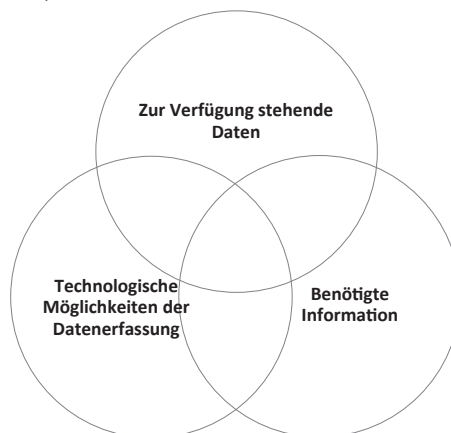 Zur Verfügung stehende
Daten
Technologische
Möglichkeiten der
Datenerfassung
Benötigte
Information